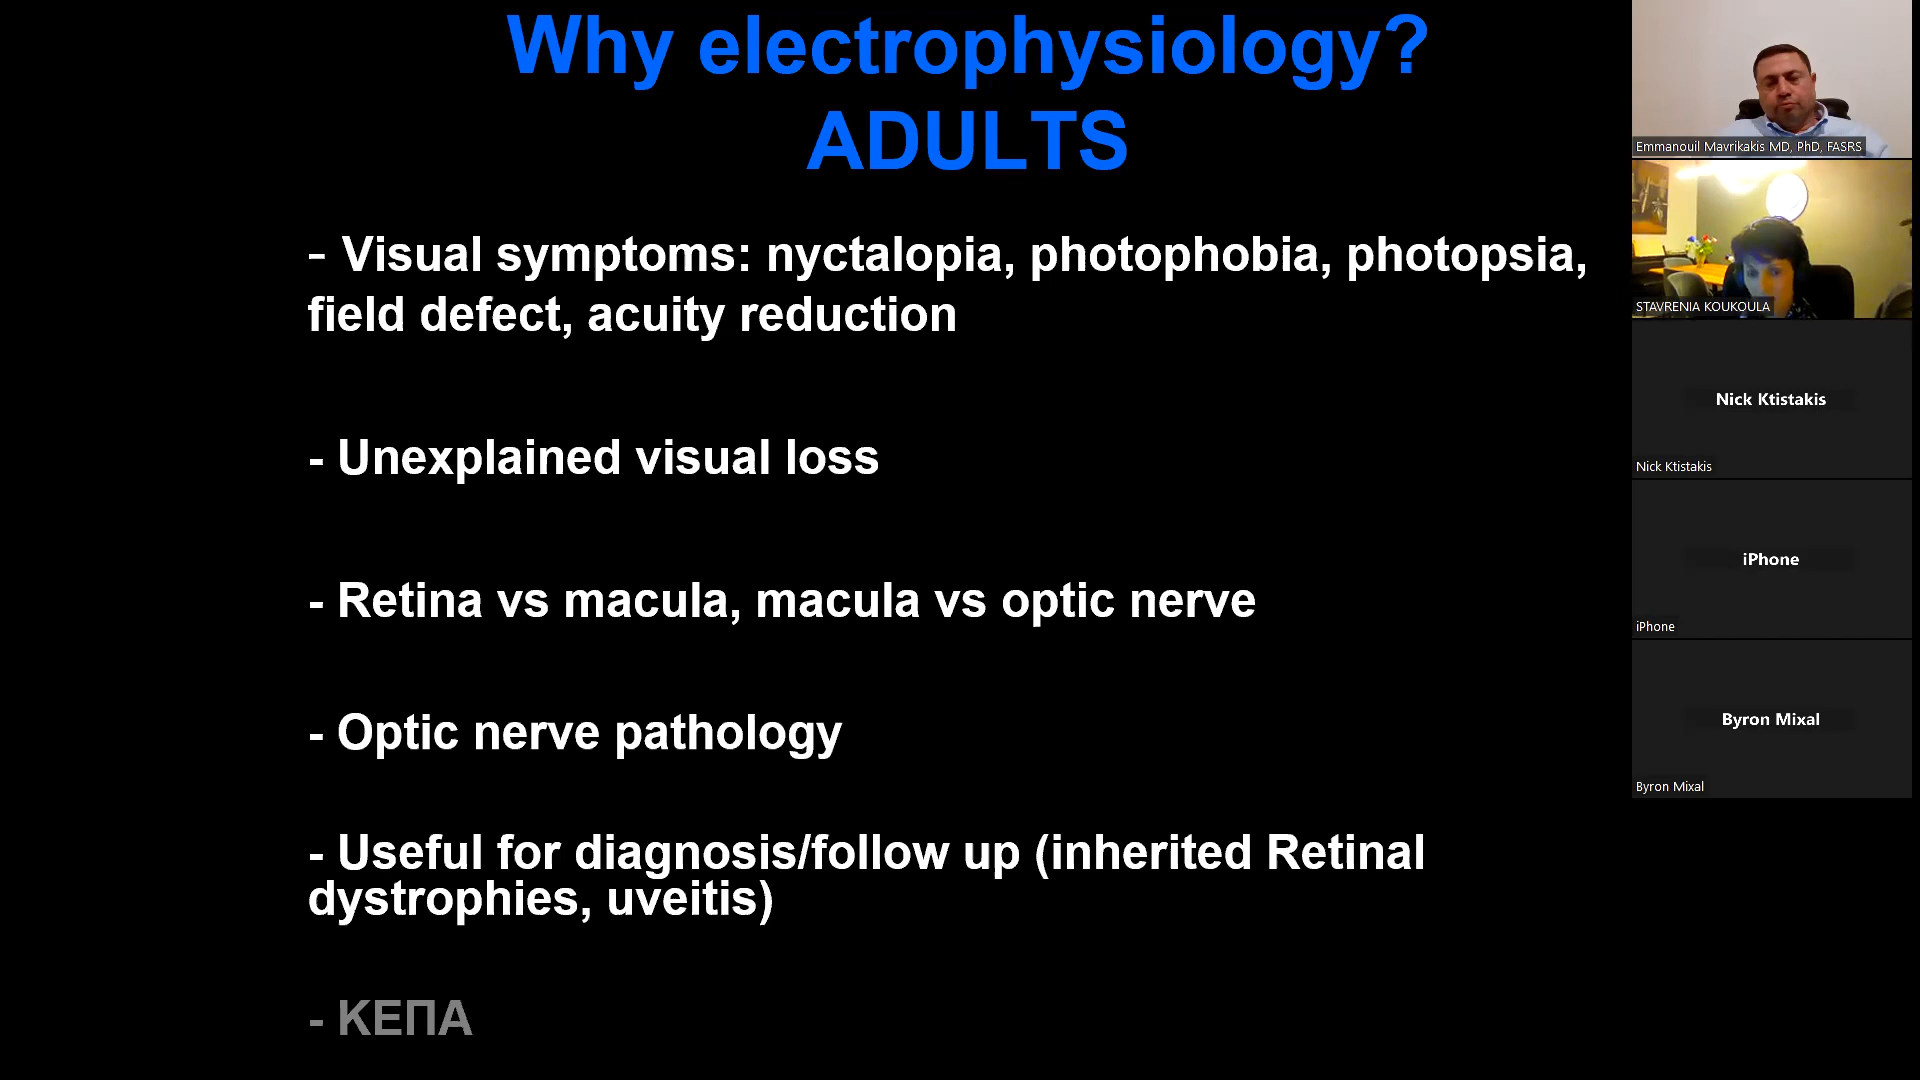 Why electrophysiology?
ADULTS
- Visual symptoms: nyctalopia, photophobia, photopsia,
field defect, acuity reduction
- Unexplained visual loss
- Retina vs macula, macula vs optic nerve
- Optic nerve pathology
- Useful for diagnosis/follow up (inherited Retinal
dystrophies, uveitis)
- ΚΕΠΑ
Emmanouil Mavrikakis MD, PhD, FASRS
STAVRENIA KOUKOULA
Nick Ktistakis
Nick Ktistakis
iPhone
iPhone
Byron Mixal
Byron Mixal